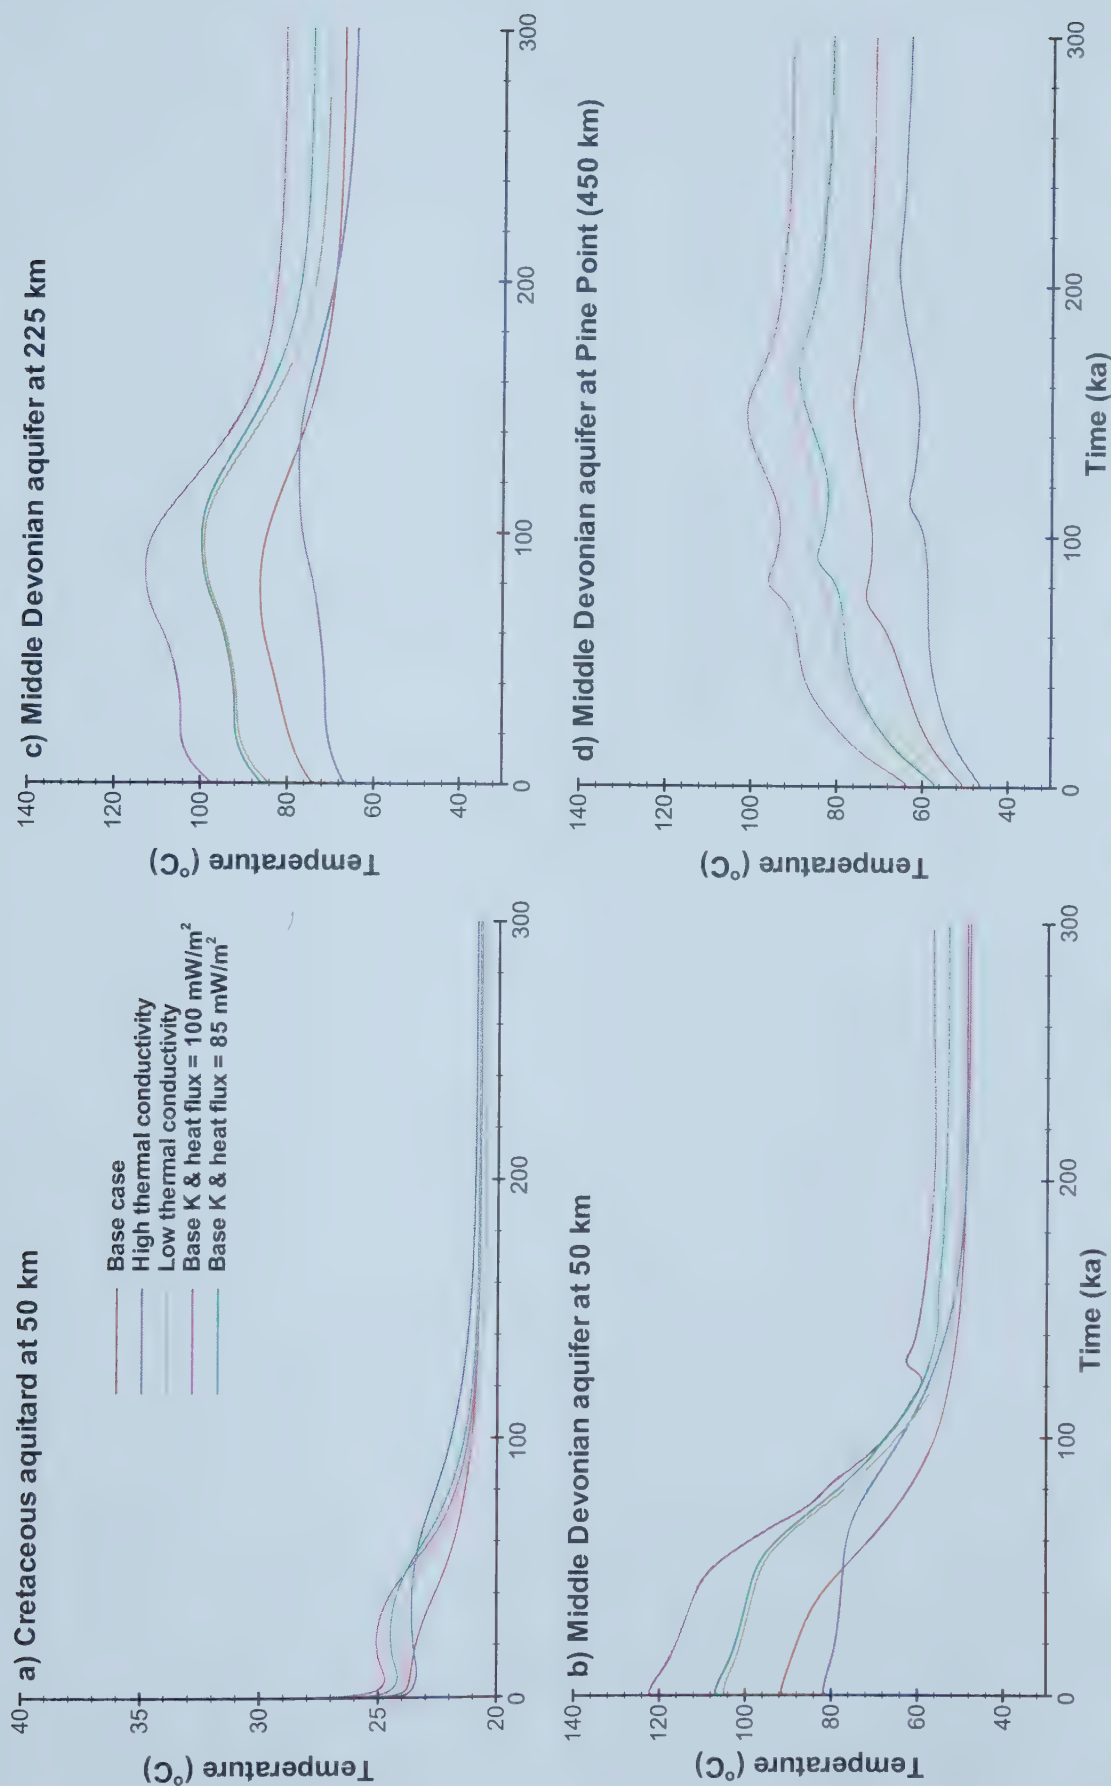 a) Cretaceous aquitard at 50 km
40
35
30
25
20
Temperature (°C)
0
100
200
300
Base case
High thermal conductivity
Low thermal conductivity
Base K & heat flux = 100 mW/m²
Base K & heat flux = 85 mW/m²
c) Middle Devonian aquifer at 225 km
140
120
100
80
60
40
Temperature (°C)
0
100
200
300
b) Middle Devonian aquifer at 50 km
140
120
100
80
60
40
Temperature (°C)
0
100
200
300
Time (ka)
d) Middle Devonian aquifer at Pine Point (450 km)
140
120
100
80
60
40
Temperature (°C)
0
100
200
300
Time (ka)